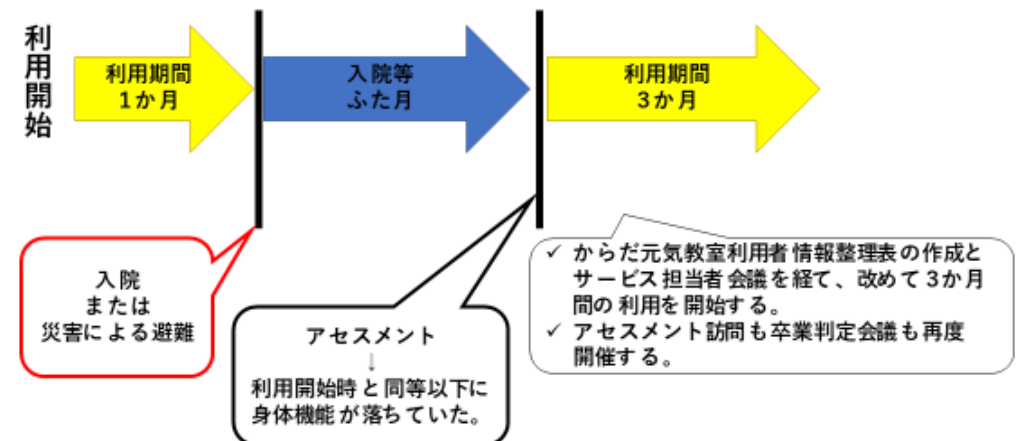 利用開始
利用期間
1か月
入院等
ふた月
利用期間
3か月
入院
または
災害による避難
アセスメント
↓
利用開始時と同等以下に
身体機能が落ちていた。
✓ からだ元気教室利用者情報整理表の作成と
サービス担当者会議を経て、改めて3か月
間の利用を開始する。
✓ アセスメント訪問も卒業判定会議も再度
開催する。